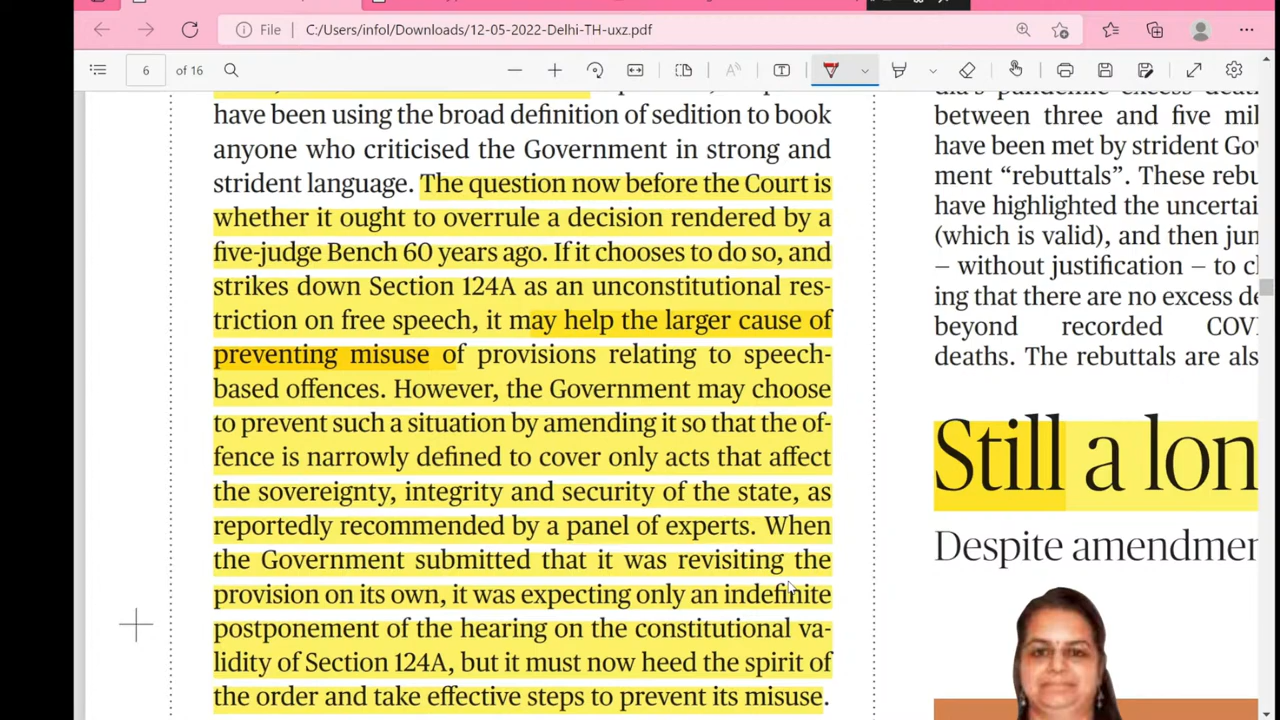 File
C:/Users/infol/Downloads/12-05-2022-Delhi-TH-uxz.pdf
6 of 16
have been using the broad definition of sedition to book
anyone who criticised the Government in strong and
strident language. The question now before the Court is
whether it ought to overrule a decision rendered by a
five-judge Bench 60 years ago. If it chooses to do so, and
strikes down Section 124A as an unconstitutional res-
triction on free speech, it may help the larger cause of
preventing misuse of provisions relating to speech-
based offences. However, the Government may choose
to prevent such a situation by amending it so that the of-
fence is narrowly defined to cover only acts that affect
the sovereignty, integrity and security of the state, as
reportedly recommended by a panel of experts. When
the Government submitted that it was revisiting the
provision on its own, it was expecting only an indefinite
postponement of the hearing on the constitutional va-
lidity of Section 124A, but it must now heed the spirit of
the order and take effective steps to prevent its misuse.
dia's pandemic excess deat
between three and five mil
have been met by strident Gov
ment “rebuttals”. These rebu
have highlighted the uncertai
(which is valid), and then jun
– without justification – to cl
ing that there are no excess de
beyond recorded COV
deaths. The rebuttals are als
Still a lon
Despite amendmen